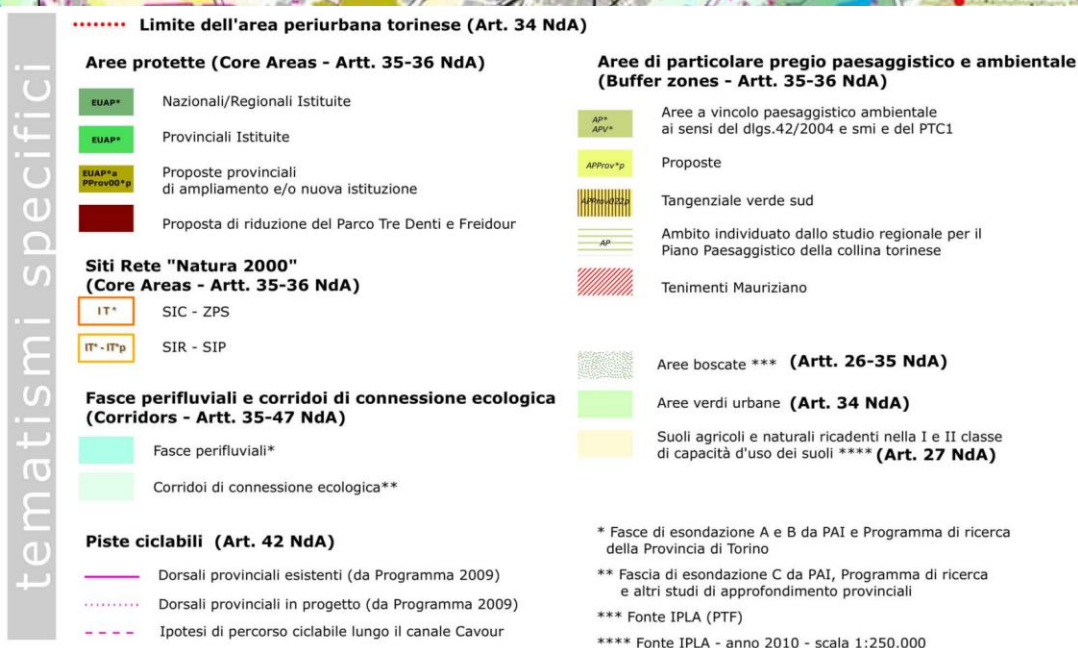 tematismi specifici
Limite dell'area periurbana torinese (Art. 34 NdA)
Aree protette (Core Areas - Artt. 35-36 NdA)
EUAP* Nazionali/Regionali Istituite
EUAP* Provinciali Istituite
EUAP*a
PProv00*p
Proposte provinciali
di ampliamento e/o nuova istituzione
Proposta di riduzione del Parco Tre Denti e Freidour
Siti Rete "Natura 2000"
(Core Areas - Artt. 35-36 NdA)
IT* SIC - ZPS
IT* - IT*p SIR - SIP
Fasce perifluviali e corridoi di connessione ecologica
(Corridors - Artt. 35-47 NdA)
Fasce perifluviali*
Corridoi di connessione ecologica**
Piste ciclabili (Art. 42 NdA)
Dorsali provinciali esistenti (da Programma 2009)
Dorsali provinciali in progetto (da Programma 2009)
Ipotesi di percorso ciclabile lungo il canale Cavour
Aree di particolare pregio paesaggistico e ambientale
(Buffer zones - Artt. 35-36 NdA)
AP*
APV*
Aree a vincolo paesaggistico ambientale
ai sensi del dlgs.42/2004 e smi e del PTC1
APProv*p Proposte
APProv022p Tangenziale verde sud
AP
Ambito individuato dallo studio regionale per il
Piano Paesaggistico della collina torinese
Tenimenti Mauriziano
Aree boscate *** (Artt. 26-35 NdA)
Aree verdi urbane (Art. 34 NdA)
Suoli agricoli e naturali ricadenti nella I e II classe
di capacità d'uso dei suoli **** (Art. 27 NdA)
* Fasce di esondazione A e B da PAI e Programma di ricerca
della Provincia di Torino
** Fascia di esondazione C da PAI, Programma di ricerca
e altri studi di approfondimento provinciali
*** Fonte IPLA (PTF)
**** Fonte IPLA - anno 2010 - scala 1:250.000